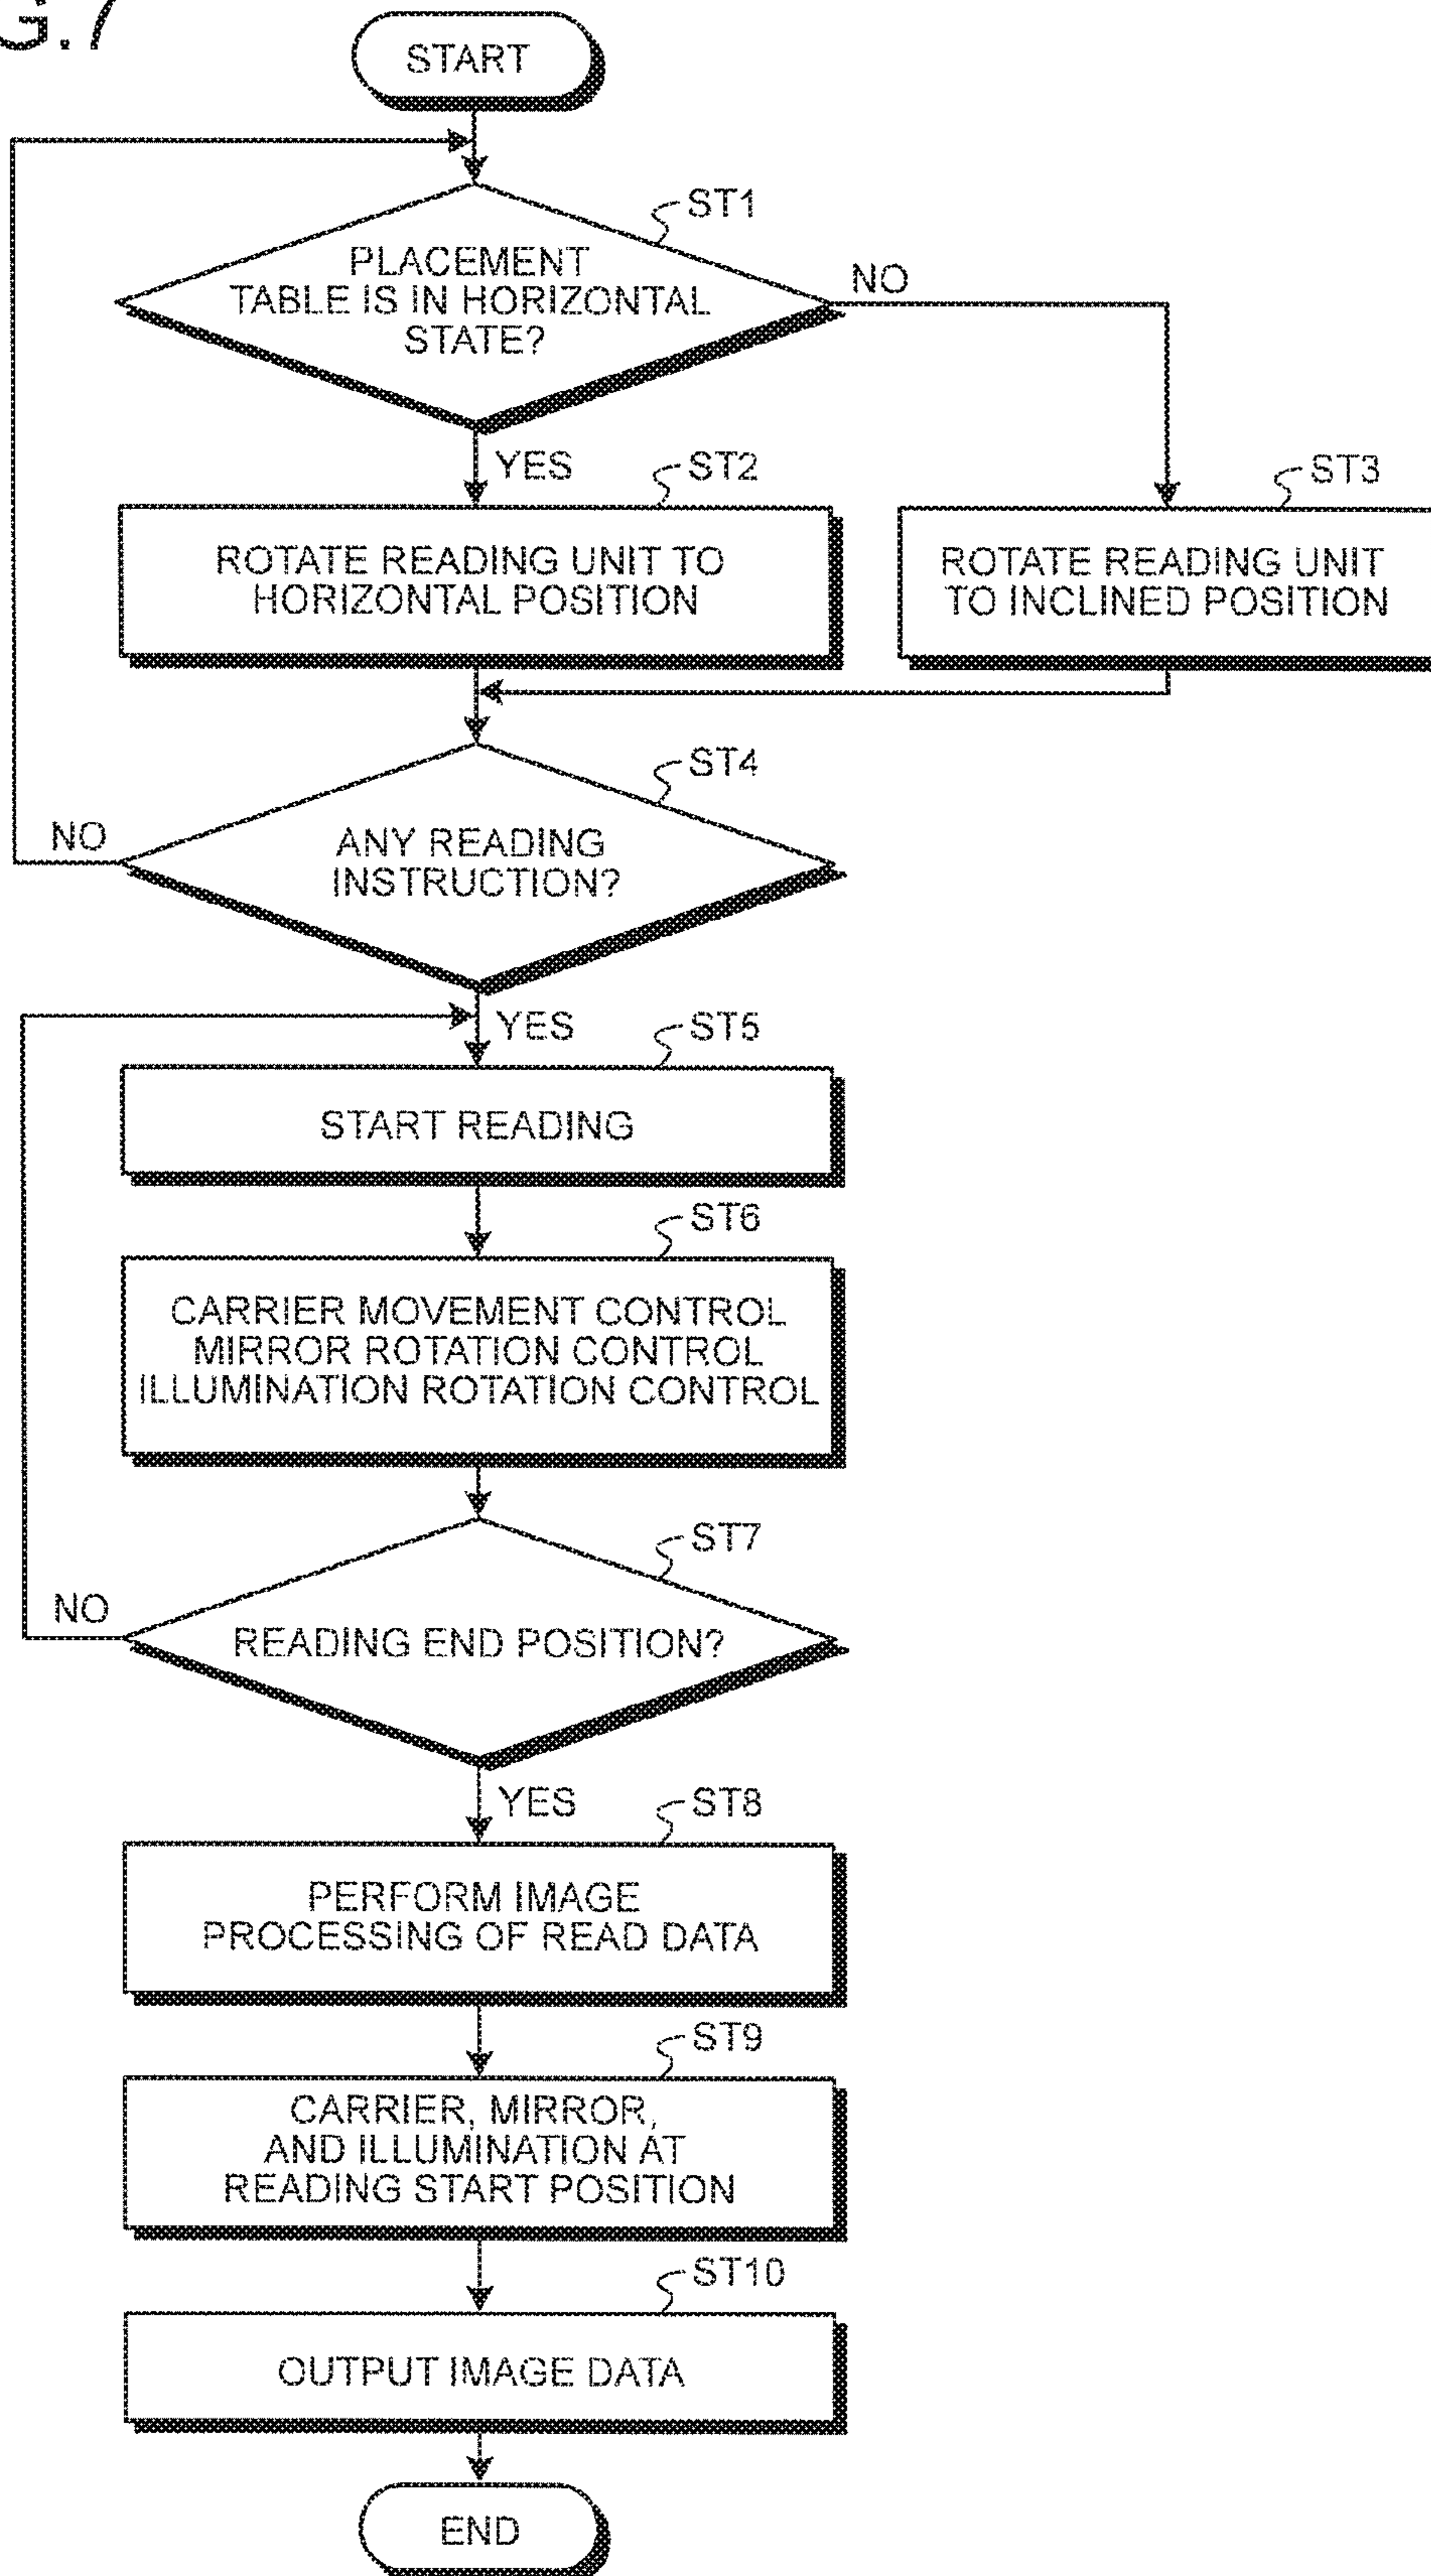 G.7
START
ST1
PLACEMENT
TABLE IS IN HORIZONTAL
STATE?
NO
YES
ST2
ST3
ROTATE READING UNIT TO
HORIZONTAL POSITION
ROTATE READING UNIT
TO INCLINED POSITION
ST4
NO
ANY READING
INSTRUCTION?
YES
ST5
START READING
ST6
CARRIER MOVEMENT CONTROL
MIRROR ROTATION CONTROL
ILLUMINATION ROTATION CONTROL
ST7
NO
READING END POSITION?
YES
ST8
PERFORM IMAGE
PROCESSING OF READ DATA
ST9
CARRIER, MIRROR,
AND ILLUMINATION AT
READING START POSITION
ST10
OUTPUT IMAGE DATA
END